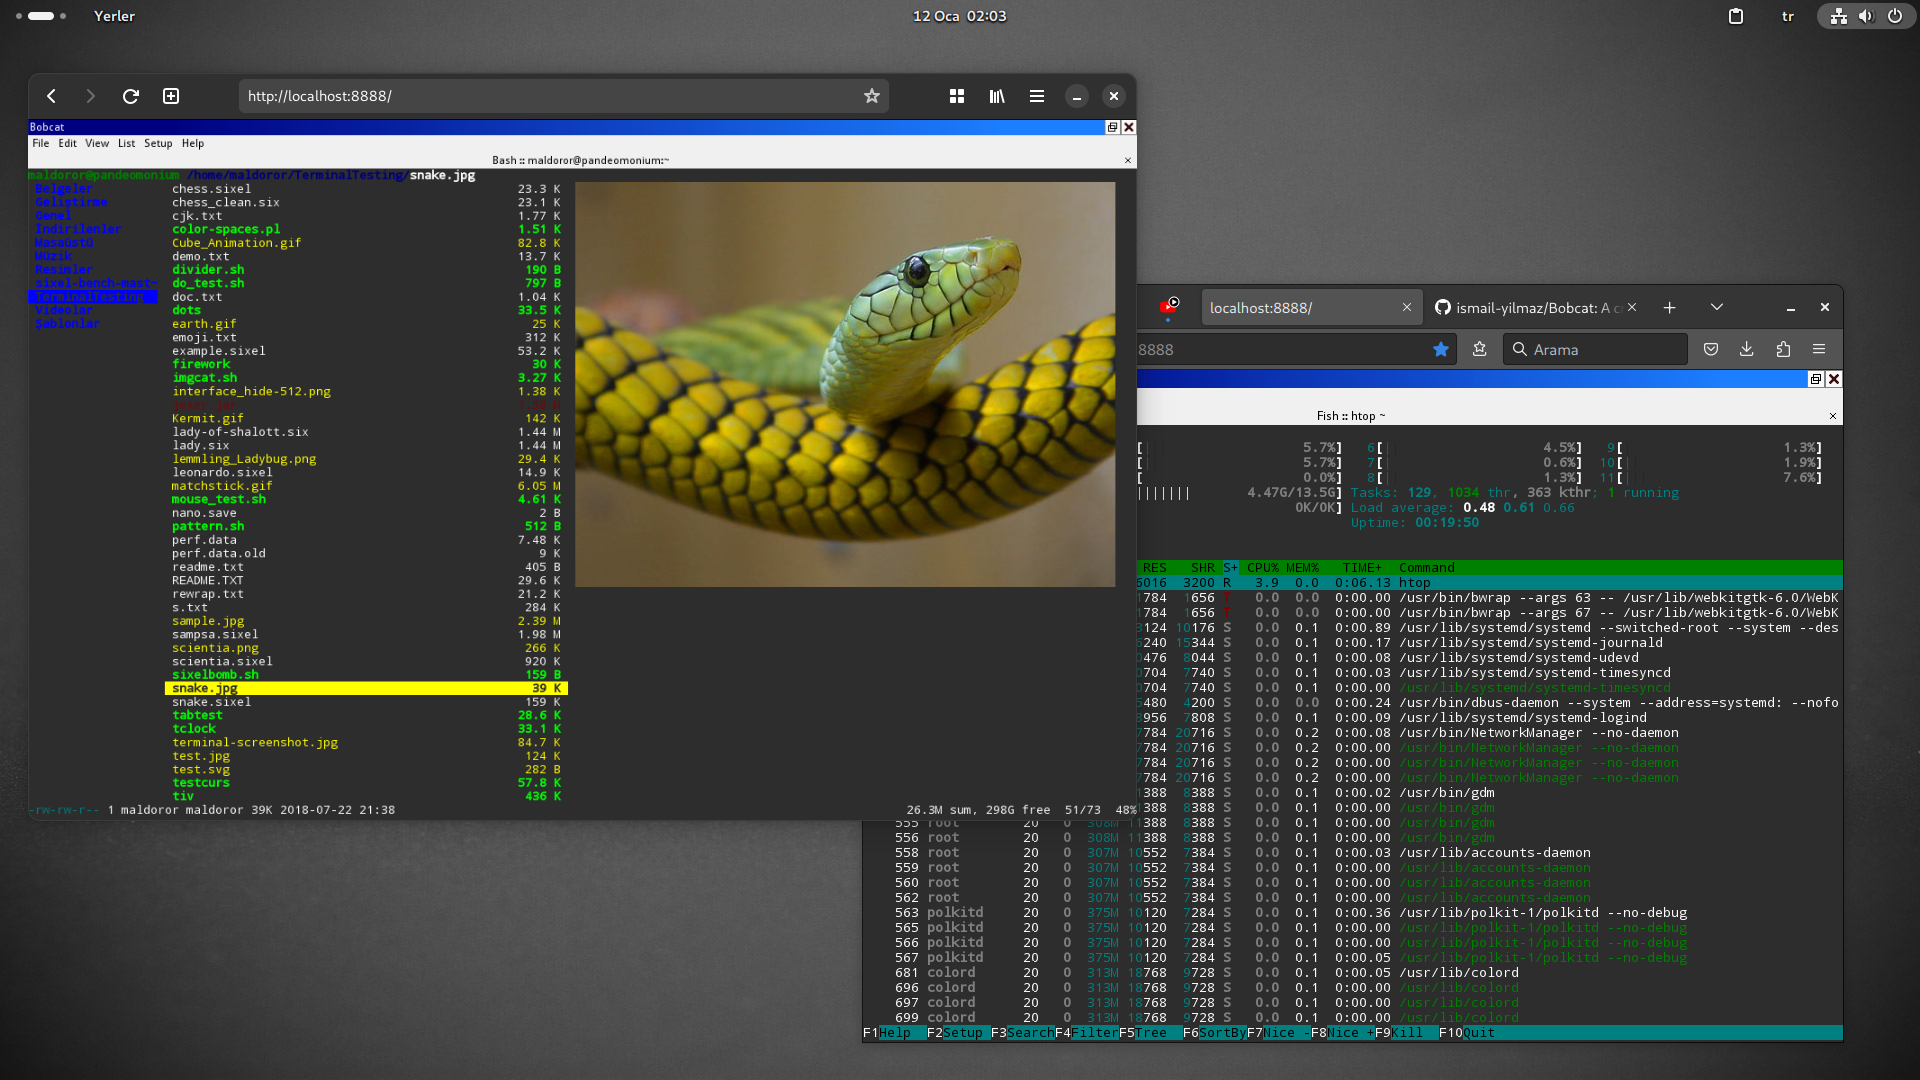 Yerler
12 Oca 02:03
tr
http://localhost:8888/
Bobcat
File Edit View List Setup Help
Bash :: maldoror@pandeomonium:~
maldoror@pandeomonium /home/maldoror/TerminalTesting/snake.jpg
Belgeler
Geliştirme
Genel
İndirilenler
Masaüstü
Müzik
Resimler
sixel-bench-mast~
TerminalTesting
Videolar
Şablonlar
chess.sixel 23.3 K
chess_clean.six 23.1 K
cjk.txt 1.77 K
color-spaces.pl 1.51 K
Cube_Animation.gif 82.8 K
demo.txt 13.7 K
divider.sh 190 B
do_test.sh 797 B
doc.txt 1.04 K
dots 33.5 K
earth.gif 25 K
emoji.txt 312 K
example.sixel 53.2 K
firework 30 K
imgcat.sh 3.27 K
interface_hide-512.png 1.38 K
Kermit.gif 142 K
lady-of-shalott.six 1.44 M
lady.six 1.44 M
lemmling_Ladybug.png 29.4 K
leonardo.sixel 14.9 K
matchstick.gif 6.05 M
mouse_test.sh 4.61 K
nano.save 2 B
pattern.sh 512 B
perf.data 7.48 K
perf.data.old 9 K
readme.txt 405 B
README.TXT 29.6 K
rewrap.txt 21.2 K
s.txt 284 K
sample.jpg 2.39 M
sampsa.sixel 1.98 M
scientia.png 266 K
scientia.sixel 920 K
sixelbomb.sh 159 B
snake.jpg 39 K
snake.sixel 159 K
tabtest 28.6 K
tclock 33.1 K
terminal-screenshot.jpg 84.7 K
test.jpg 124 K
test.svg 282 B
testcurs 57.8 K
tiv 436 K
-rw-rw-r-- 1 maldoror maldoror 39K 2018-07-22 21:38 26.3M sum, 298G free 51/73 48%
localhost:8888/ ismail-yilmaz/Bobcat: A c
8888 Arama
Fish :: htop ~
[ 5.7%] 6[ 4.5%] 9[ 1.3%]
[ 5.7%] 7[ 0.6%] 10[ 1.9%]
[ 0.0%] 8[ 1.3%] 11[ 7.6%]
||||||| 4.47G/13.5G] Tasks: 129, 1034 thr, 363 kthr; 1 running
0K/0K] Load average: 0.48 0.61 0.66
Uptime: 00:19:50
RES SHR S+ CPU% MEM% TIME+ Command
6016 3200 R 3.9 0.0 0:06.13 htop
784 1656 T 0.0 0.0 0:00.00 /usr/bin/bwrap --args 63 -- /usr/lib/webkitgtk-6.0/WebK
784 1656 T 0.0 0.0 0:00.00 /usr/bin/bwrap --args 67 -- /usr/lib/webkitgtk-6.0/WebK
3124 10176 S 0.0 0.1 0:00.89 /usr/lib/systemd/systemd --switched-root --system --des
6240 15344 S 0.0 0.1 0:00.17 /usr/lib/systemd/systemd-journald
0476 8044 S 0.0 0.1 0:00.08 /usr/lib/systemd/systemd-udevd
0704 7740 S 0.0 0.1 0:00.03 /usr/lib/systemd/systemd-timesyncd
0704 7740 S 0.0 0.1 0:00.00 /usr/lib/systemd/systemd-timesyncd
5480 4200 S 0.0 0.0 0:00.24 /usr/bin/dbus-daemon --system --address=systemd: --nofo
8956 7808 S 0.0 0.1 0:00.09 /usr/lib/systemd/systemd-logind
7784 20716 S 0.0 0.2 0:00.08 /usr/bin/NetworkManager --no-daemon
7784 20716 S 0.0 0.2 0:00.00 /usr/bin/NetworkManager --no-daemon
7784 20716 S 0.0 0.2 0:00.00 /usr/bin/NetworkManager --no-daemon
7784 20716 S 0.0 0.2 0:00.00 /usr/bin/NetworkManager --no-daemon
1388 8388 S 0.0 0.1 0:00.02 /usr/bin/gdm
1388 8388 S 0.0 0.1 0:00.00 /usr/bin/gdm
555 root 20 0 308M 11388 8388 S 0.0 0.1 0:00.00 /usr/bin/gdm
556 root 20 0 308M 11388 8388 S 0.0 0.1 0:00.00 /usr/bin/gdm
558 root 20 0 307M 10552 7384 S 0.0 0.1 0:00.03 /usr/lib/accounts-daemon
559 root 20 0 307M 10552 7384 S 0.0 0.1 0:00.00 /usr/lib/accounts-daemon
560 root 20 0 307M 10552 7384 S 0.0 0.1 0:00.00 /usr/lib/accounts-daemon
562 root 20 0 307M 10552 7384 S 0.0 0.1 0:00.00 /usr/lib/accounts-daemon
563 polkitd 20 0 375M 10120 7284 S 0.0 0.1 0:00.36 /usr/lib/polkit-1/polkitd --no-debug
565 polkitd 20 0 375M 10120 7284 S 0.0 0.1 0:00.00 /usr/lib/polkit-1/polkitd --no-debug
566 polkitd 20 0 375M 10120 7284 S 0.0 0.1 0:00.00 /usr/lib/polkit-1/polkitd --no-debug
567 polkitd 20 0 375M 10120 7284 S 0.0 0.1 0:00.05 /usr/lib/polkit-1/polkitd --no-debug
681 colord 20 0 313M 18768 9728 S 0.0 0.1 0:00.05 /usr/lib/colord
696 colord 20 0 313M 18768 9728 S 0.0 0.1 0:00.00 /usr/lib/colord
697 colord 20 0 313M 18768 9728 S 0.0 0.1 0:00.00 /usr/lib/colord
699 colord 20 0 313M 18768 9728 S 0.0 0.1 0:00.00 /usr/lib/colord
F1Help F2Setup F3Search F4Filter F5Tree F6SortBy F7Nice - F8Nice + F9Kill F10Quit